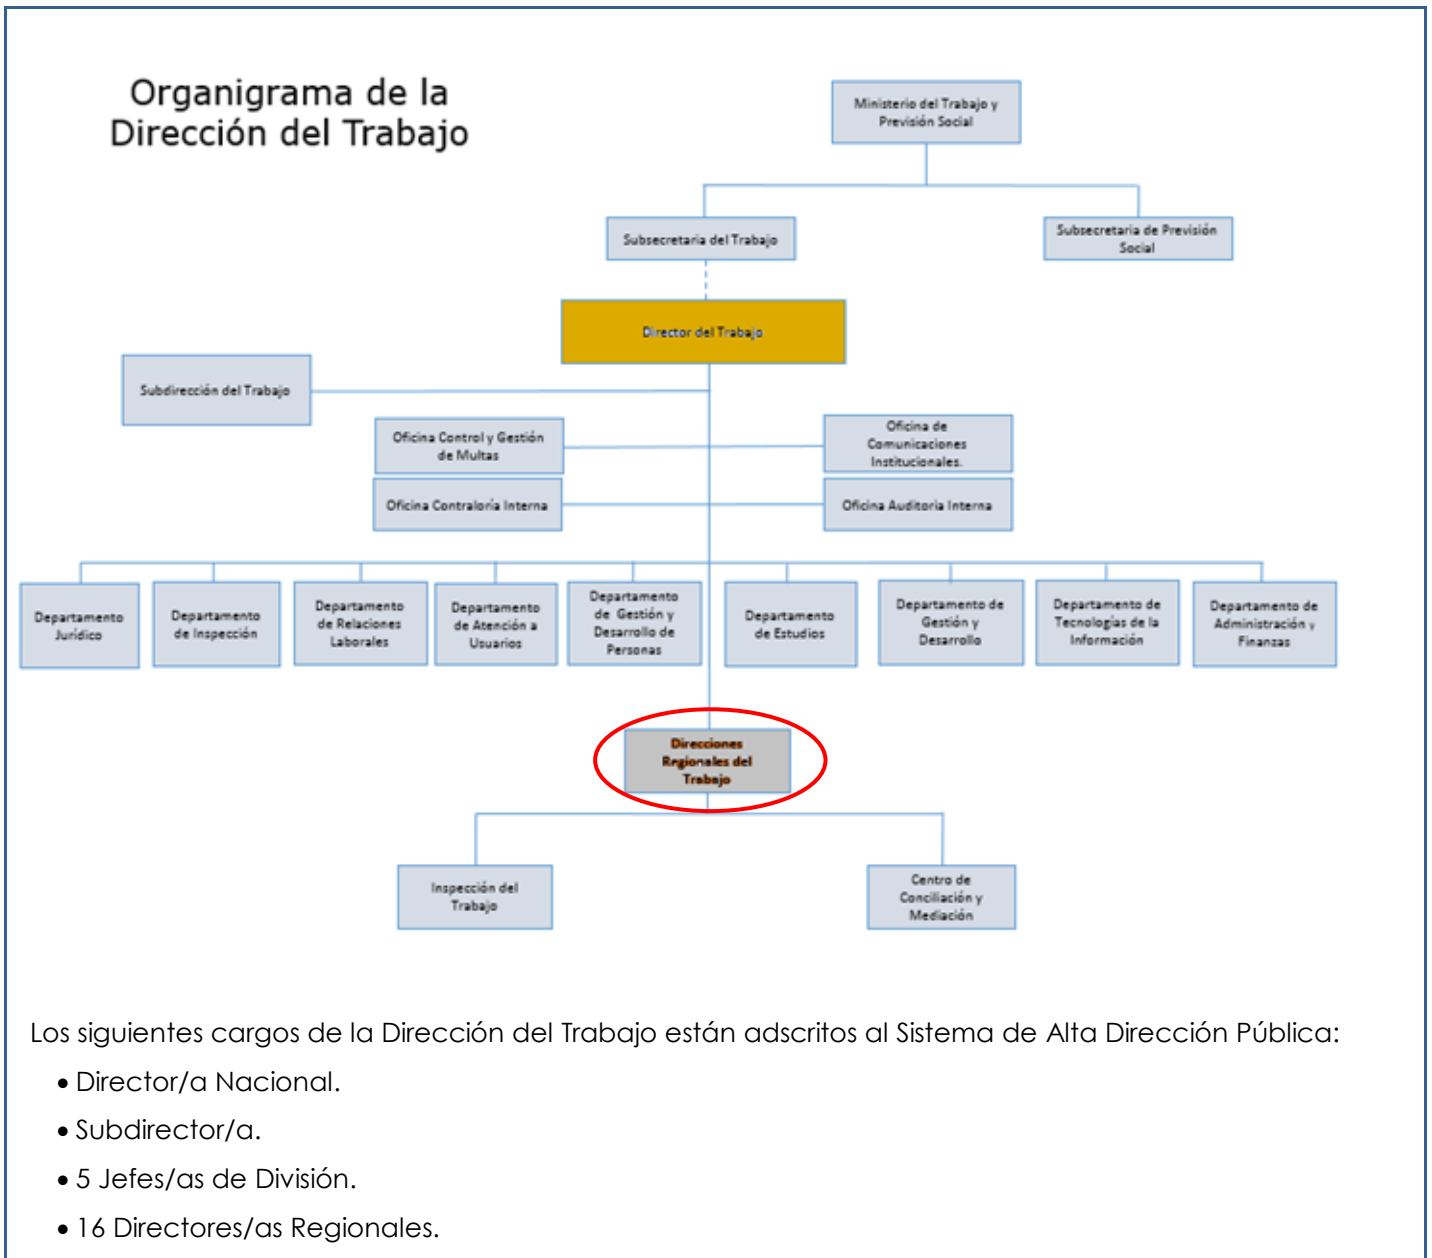 Organigrama de la
Dirección del Trabajo
Ministerio del Trabajo y
Previsión Social
Subsecretaria del Trabajo
Subsecretaria de Previsión
Social
Director del Trabajo
Subdirección del Trabajo
Oficina Control y Gestión
de Multas
Oficina de
Comunicaciones
Institucionales.
Oficina Contraloría Interna
Oficina Auditoria Interna
Departamento
Jurídico
Departamento
de Inspección
Departamento
de Relaciones
Laborales
Departamento
de Atención a
Usuarios
Departamento
de Gestión y
Desarrollo de
Personas
Departamento
de Estudios
Departamento de
Gestión y
Desarrollo
Departamento de
Tecnologías de la
Información
Departamento de
Administración y
Finanzas
Direcciones
Regionales del
Trabajo
Inspección del
Trabajo
Centro de
Conciliación y
Mediación
Los siguientes cargos de la Dirección del Trabajo están adscritos al Sistema de Alta Dirección Pública:
• Director/a Nacional.
• Subdirector/a.
• 5 Jefes/as de División.
• 16 Directores/as Regionales.